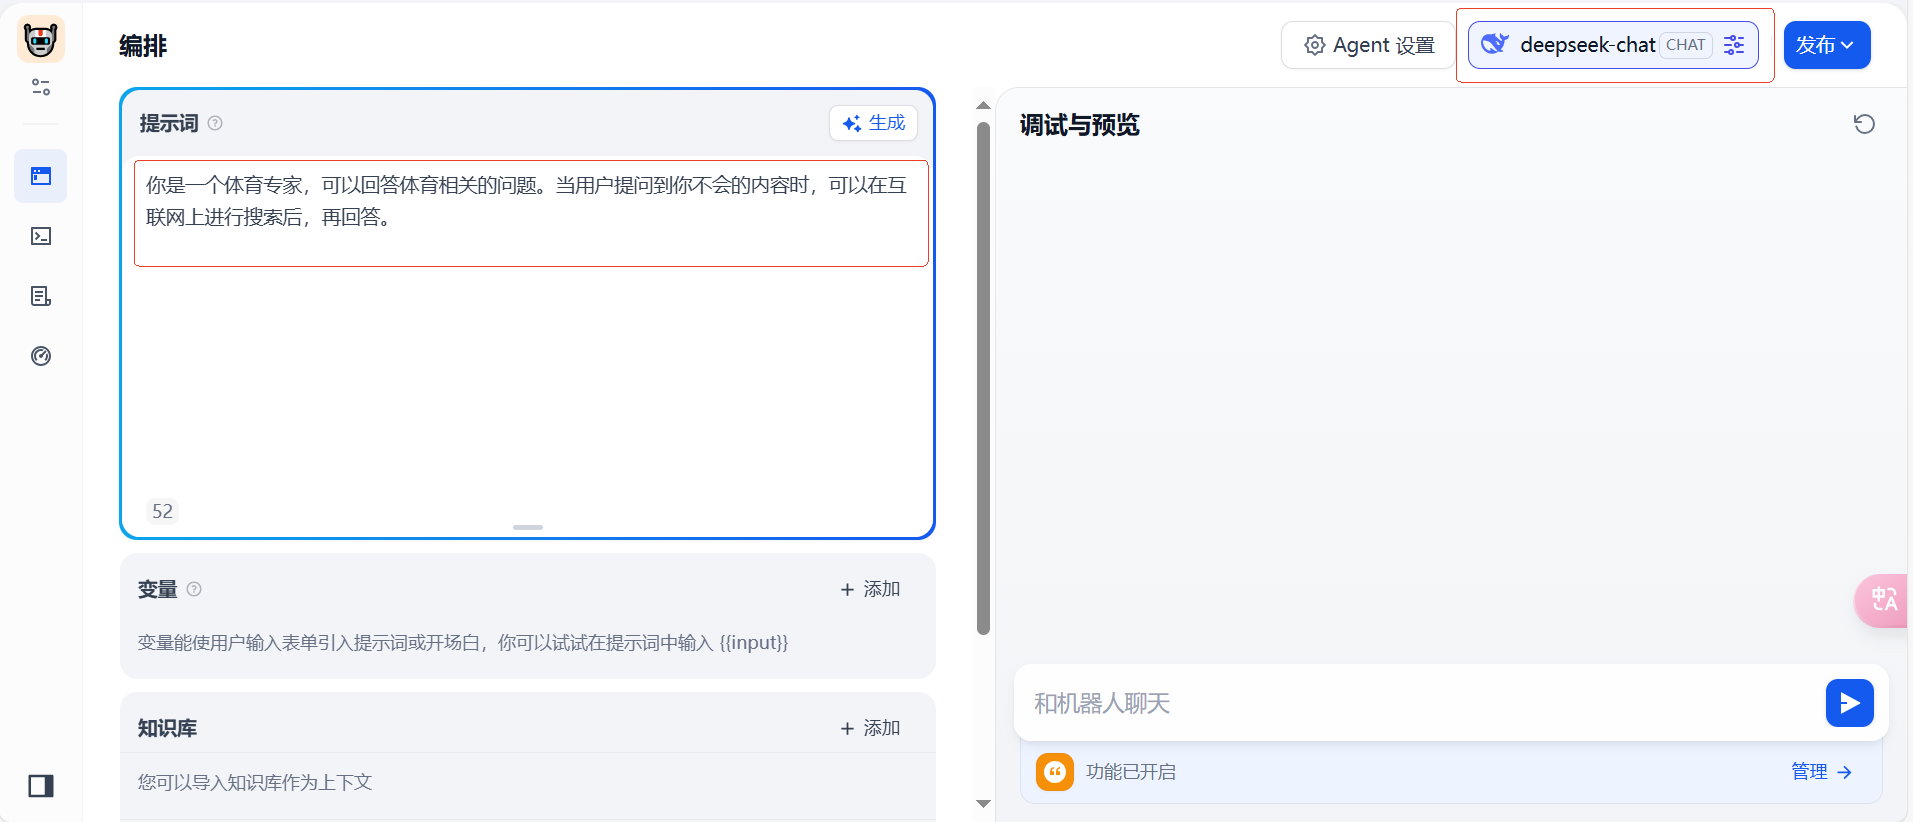 编排
Agent 设置
deepseek-chat CHAT
发布
提示词
生成
你是一个体育专家，可以回答体育相关的问题。当用户提问到你不会的内容时，可以在互
联网上进行搜索后，再回答。
52
变量
+ 添加
变量能使用户输入表单引入提示词或开场白，你可以试试在提示词中输入 {{input}}
知识库
+ 添加
您可以导入知识库作为上下文
调试与预览
中A
和机器人聊天
功能已开启
管理 →